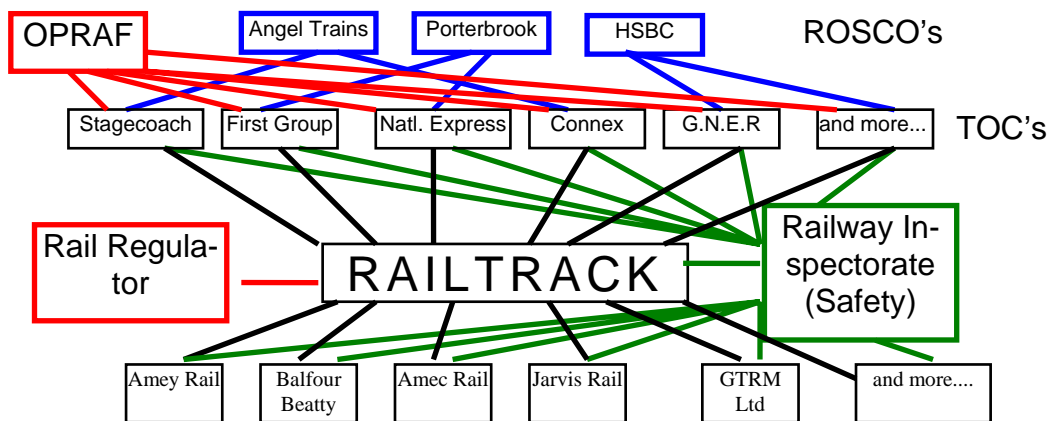 OPRAF
Angel Trains
Porterbrook
HSBC
ROSCO's
Stagecoach
First Group
Natl. Express
Connex
G.N.E.R
and more...
TOC's
Rail Regula-
tor
RAILTRACK
Railway In-
spectorate
(Safety)
Amey Rail
Balfour
Beatty
Amec Rail
Jarvis Rail
GTRM
Ltd
and more....